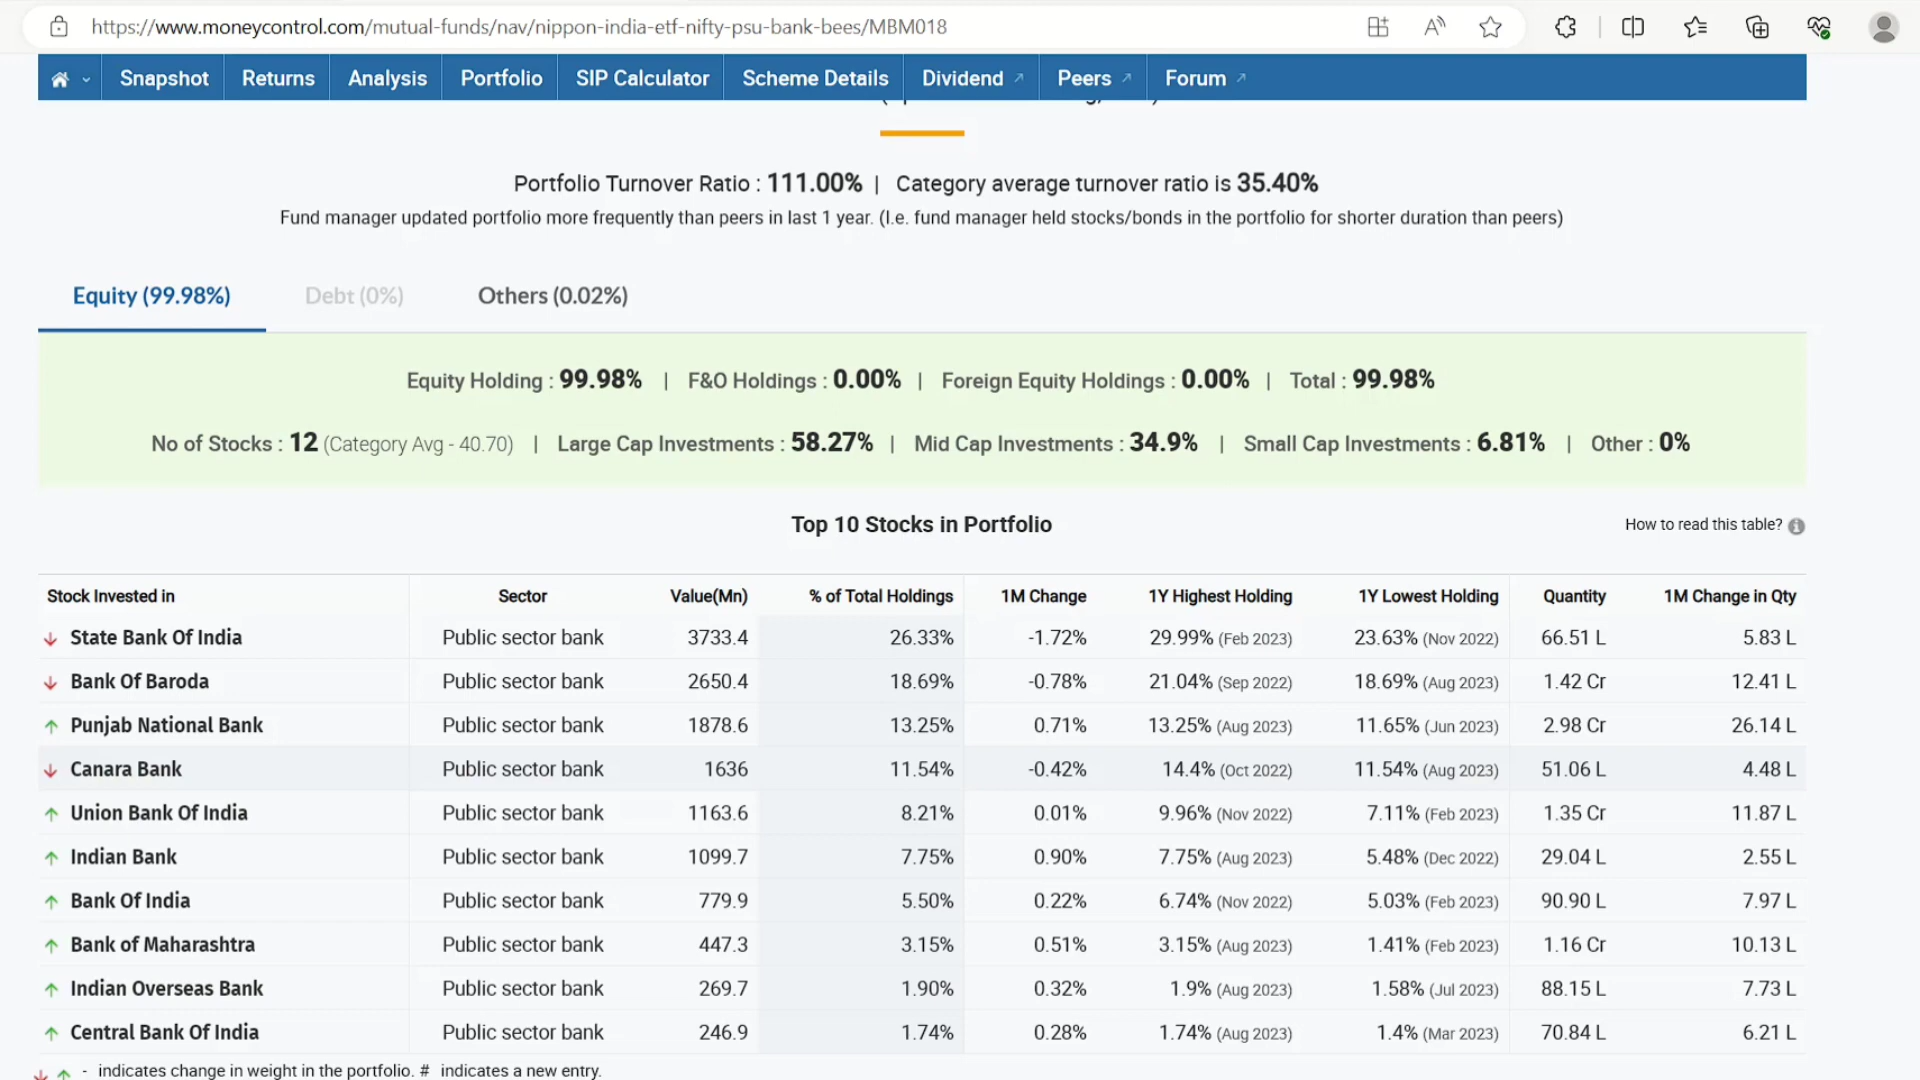 https://www.moneycontrol.com/mutual-funds/nav/nippon-india-etf-nifty-psu-bank-bees/MBM018
Snapshot Returns Analysis Portfolio SIP Calculator Scheme Details Dividend Peers Forum
Portfolio Turnover Ratio : 111.00% | Category average turnover ratio is 35.40%
Fund manager updated portfolio more frequently than peers in last 1 year. (I.e. fund manager held stocks/bonds in the portfolio for shorter duration than peers)
Equity (99.98%) Debt (0%) Others (0.02%)
Equity Holding : 99.98% | F&O Holdings : 0.00% | Foreign Equity Holdings : 0.00% | Total : 99.98%
No of Stocks : 12 (Category Avg - 40.70) | Large Cap Investments : 58.27% | Mid Cap Investments : 34.9% | Small Cap Investments : 6.81% | Other : 0%
Top 10 Stocks in Portfolio How to read this table?
Stock Invested in Sector Value(Mn) % of Total Holdings 1M Change 1Y Highest Holding 1Y Lowest Holding Quantity 1M Change in Qty
↓ State Bank Of India Public sector bank 3733.4 26.33% -1.72% 29.99% (Feb 2023) 23.63% (Nov 2022) 66.51 L 5.83 L
↓ Bank Of Baroda Public sector bank 2650.4 18.69% -0.78% 21.04% (Sep 2022) 18.69% (Aug 2023) 1.42 Cr 12.41 L
↑ Punjab National Bank Public sector bank 1878.6 13.25% 0.71% 13.25% (Aug 2023) 11.65% (Jun 2023) 2.98 Cr 26.14 L
↓ Canara Bank Public sector bank 1636 11.54% -0.42% 14.4% (Oct 2022) 11.54% (Aug 2023) 51.06 L 4.48 L
↑ Union Bank Of India Public sector bank 1163.6 8.21% 0.01% 9.96% (Nov 2022) 7.11% (Feb 2023) 1.35 Cr 11.87 L
↑ Indian Bank Public sector bank 1099.7 7.75% 0.90% 7.75% (Aug 2023) 5.48% (Dec 2022) 29.04 L 2.55 L
↑ Bank Of India Public sector bank 779.9 5.50% 0.22% 6.74% (Nov 2022) 5.03% (Feb 2023) 90.90 L 7.97 L
↑ Bank of Maharashtra Public sector bank 447.3 3.15% 0.51% 3.15% (Aug 2023) 1.41% (Feb 2023) 1.16 Cr 10.13 L
↑ Indian Overseas Bank Public sector bank 269.7 1.90% 0.32% 1.9% (Aug 2023) 1.58% (Jul 2023) 88.15 L 7.73 L
↑ Central Bank Of India Public sector bank 246.9 1.74% 0.28% 1.74% (Aug 2023) 1.4% (Mar 2023) 70.84 L 6.21 L
↓ ↑ - indicates change in weight in the portfolio. # indicates a new entry.